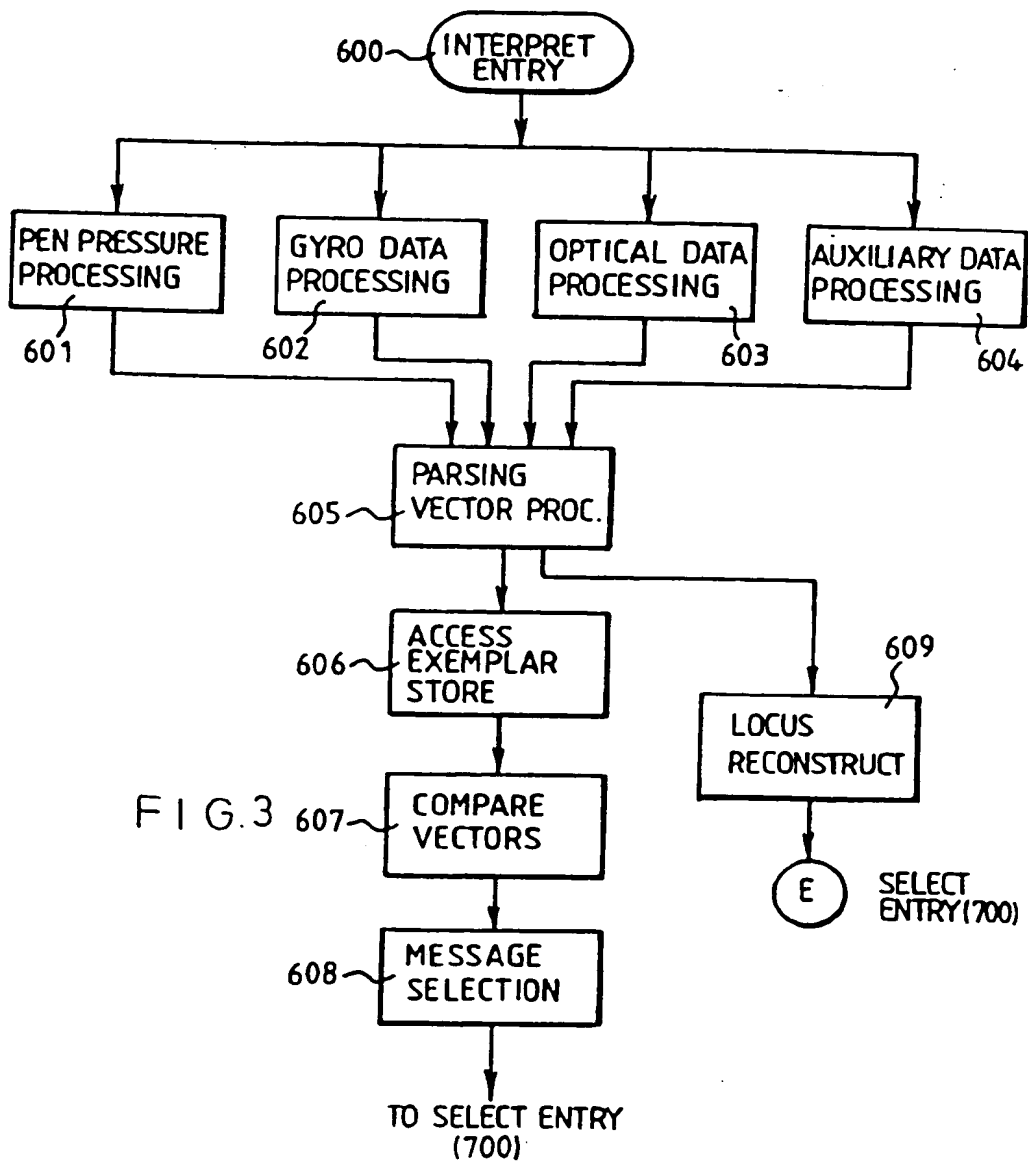 600
INTERPRET
ENTRY
PEN PRESSURE
PROCESSING
601
GYRO DATA
PROCESSING
602
OPTICAL DATA
PROCESSING
603
AUXILIARY DATA
PROCESSING
604
PARSING
VECTOR PROC.
605
ACCESS
EXEMPLAR
STORE
606
609
LOCUS
RECONSTRUCT
FIG.3
607
COMPARE
VECTORS
E
SELECT
ENTRY(700)
608
MESSAGE
SELECTION
TO SELECT ENTRY
(700)